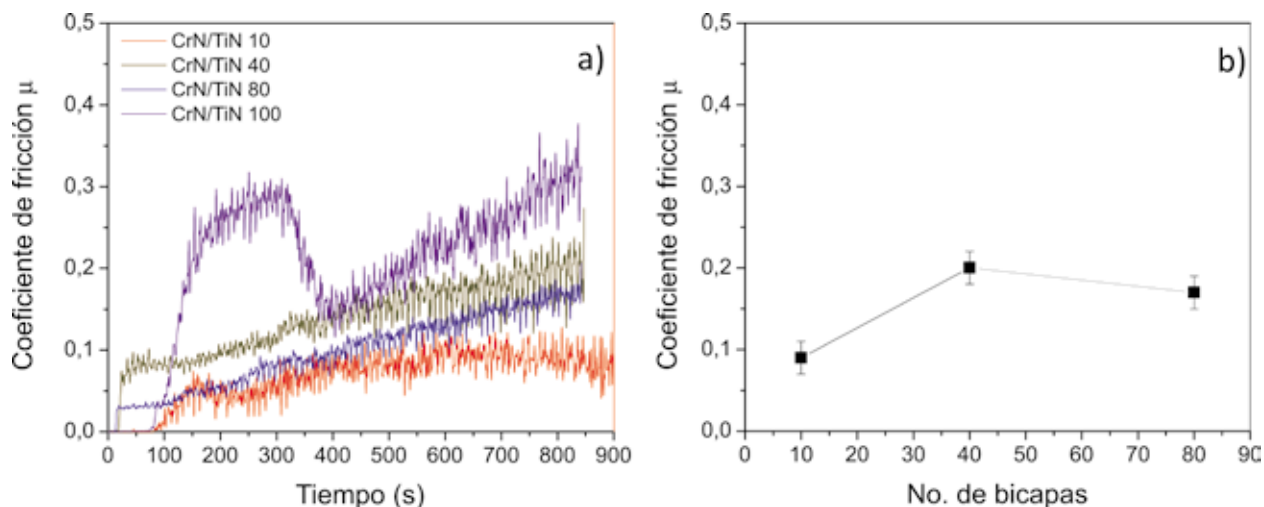 a)
CrN/TiN 10
CrN/TiN 40
CrN/TiN 80
CrN/TiN 100
Coeficiente de fricción μ
0,5
0,4
0,3
0,2
0,1
0,0
0 100 200 300 400 500 600 700 800 900
Tiempo (s)
b)
Coeficiente de fricción μ
0,5
0,4
0,3
0,2
0,1
0,0
0 10 20 30 40 50 60 70 80 90
No. de bicapas